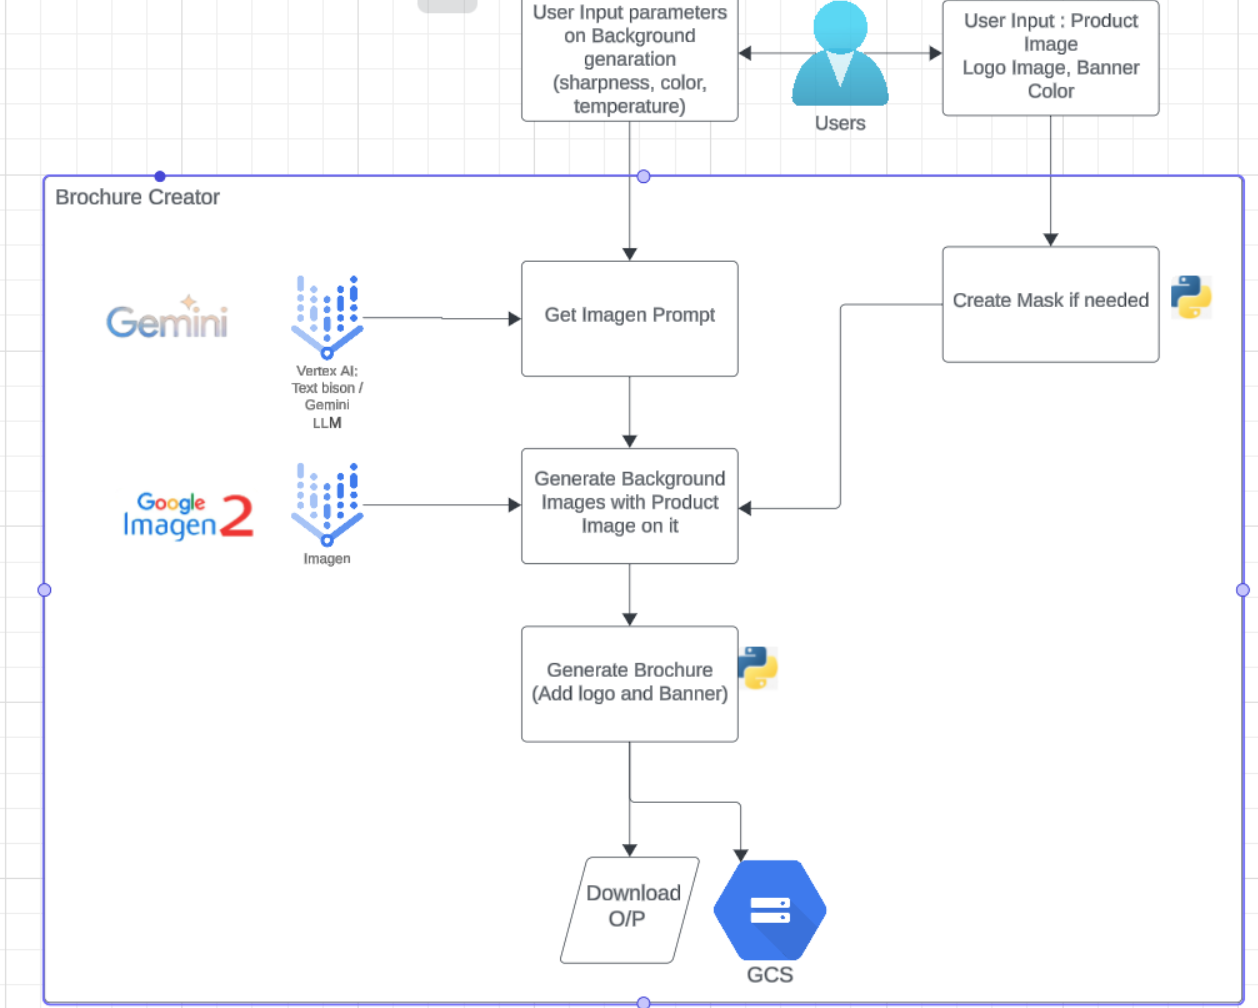 User Input parameters
on Background
genaration
(sharpness, color,
temperature)
Users
User Input : Product
Image
Logo Image, Banner
Color
Brochure Creator
Gemini
Vertex AI:
Text bison /
Gemini
LLM
Get Imagen Prompt
Create Mask if needed
Google
Imagen 2
Imagen
Generate Background
Images with Product
Image on it
Generate Brochure
(Add logo and Banner)
Download
O/P
GCS